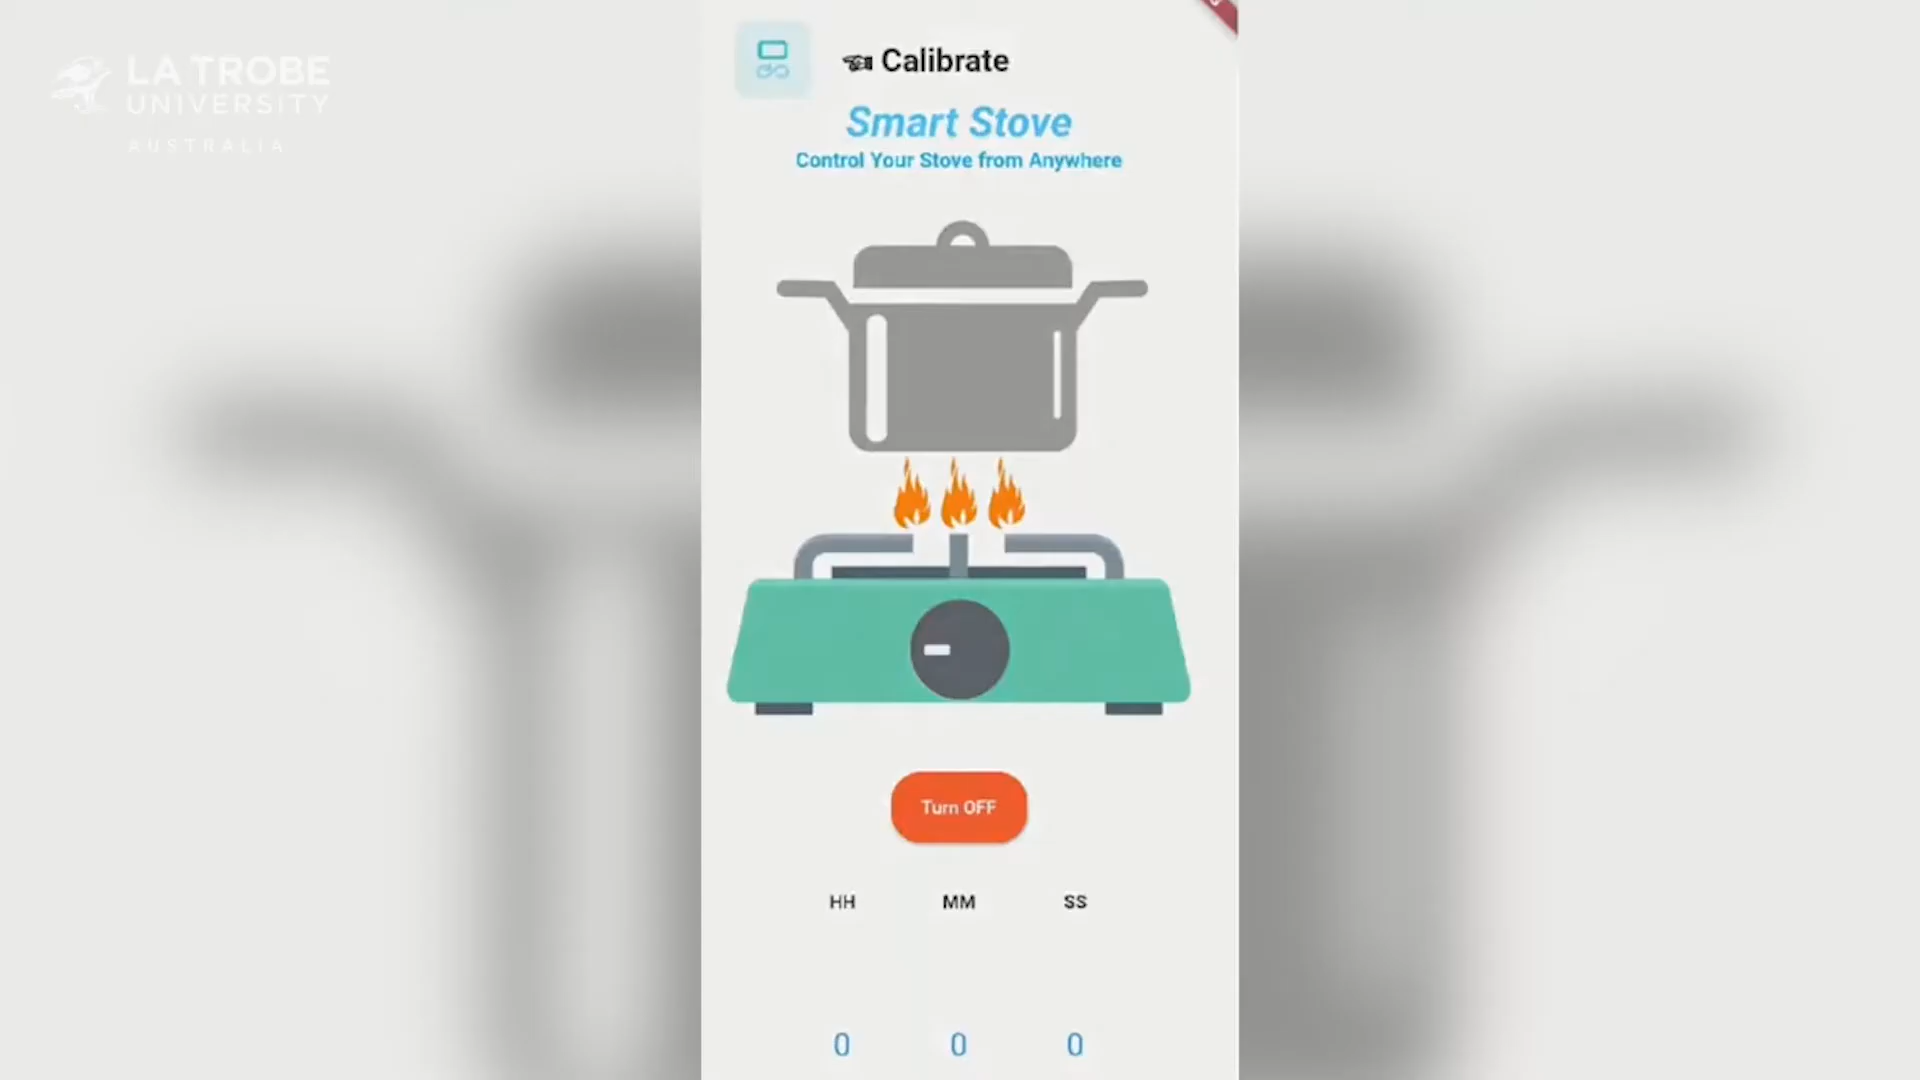 LA TROBE
UNIVERSITY
AUSTRALIA
Calibrate
Smart Stove
Control Your Stove from Anywhere
Turn OFF
HH MM SS
0 0 0